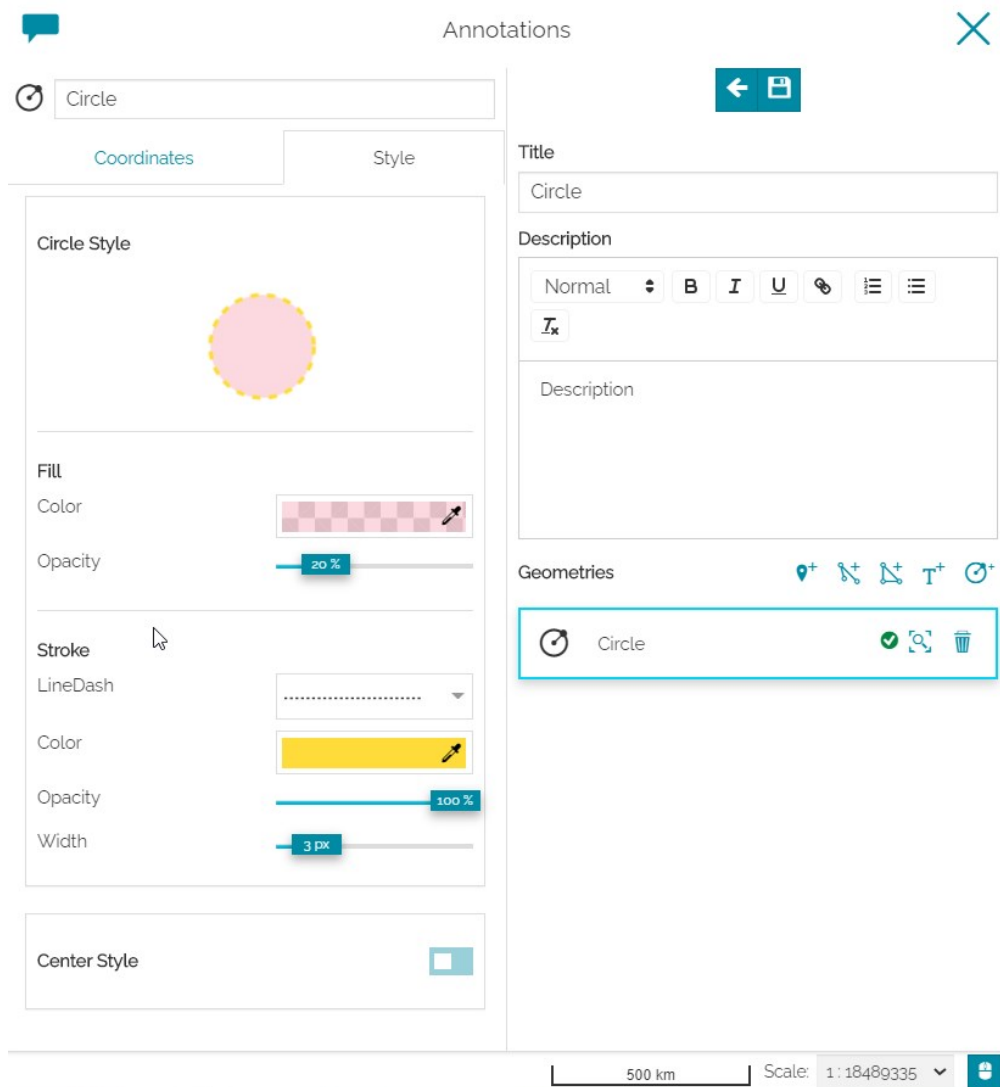 Annotations
Circle
Coordinates
Style
Circle Style
Fill
Color
Opacity
20 %
Stroke
LineDash
Color
Opacity
100 %
Width
3 px
Center Style
Title
Circle
Description
Normal
B I U
Tx
Description
Geometries
T+
Circle
500 km
Scale: 1 : 18489335